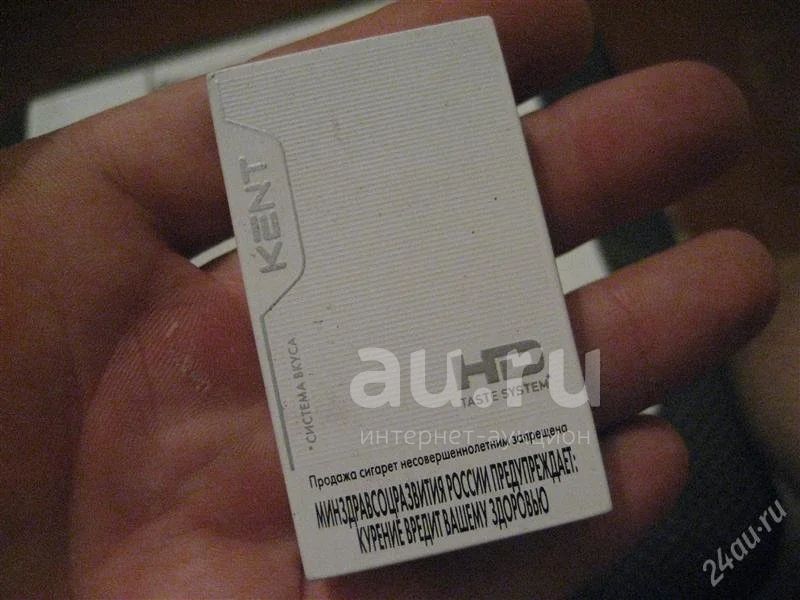 KENT
• СИСТЕМА ВКУСА
HD
TASTE SYSTEM
Продажа сигарет несовершеннолетним запрещена
МИНЗДРАВСОЦРАЗВИТИЯ РОССИИ ПРЕДУПРЕЖДАЕТ:
КУРЕНИЕ ВРЕДИТ ВАШЕМУ ЗДОРОВЬЮ
au.ru
интернет-аукцион
24au.ru